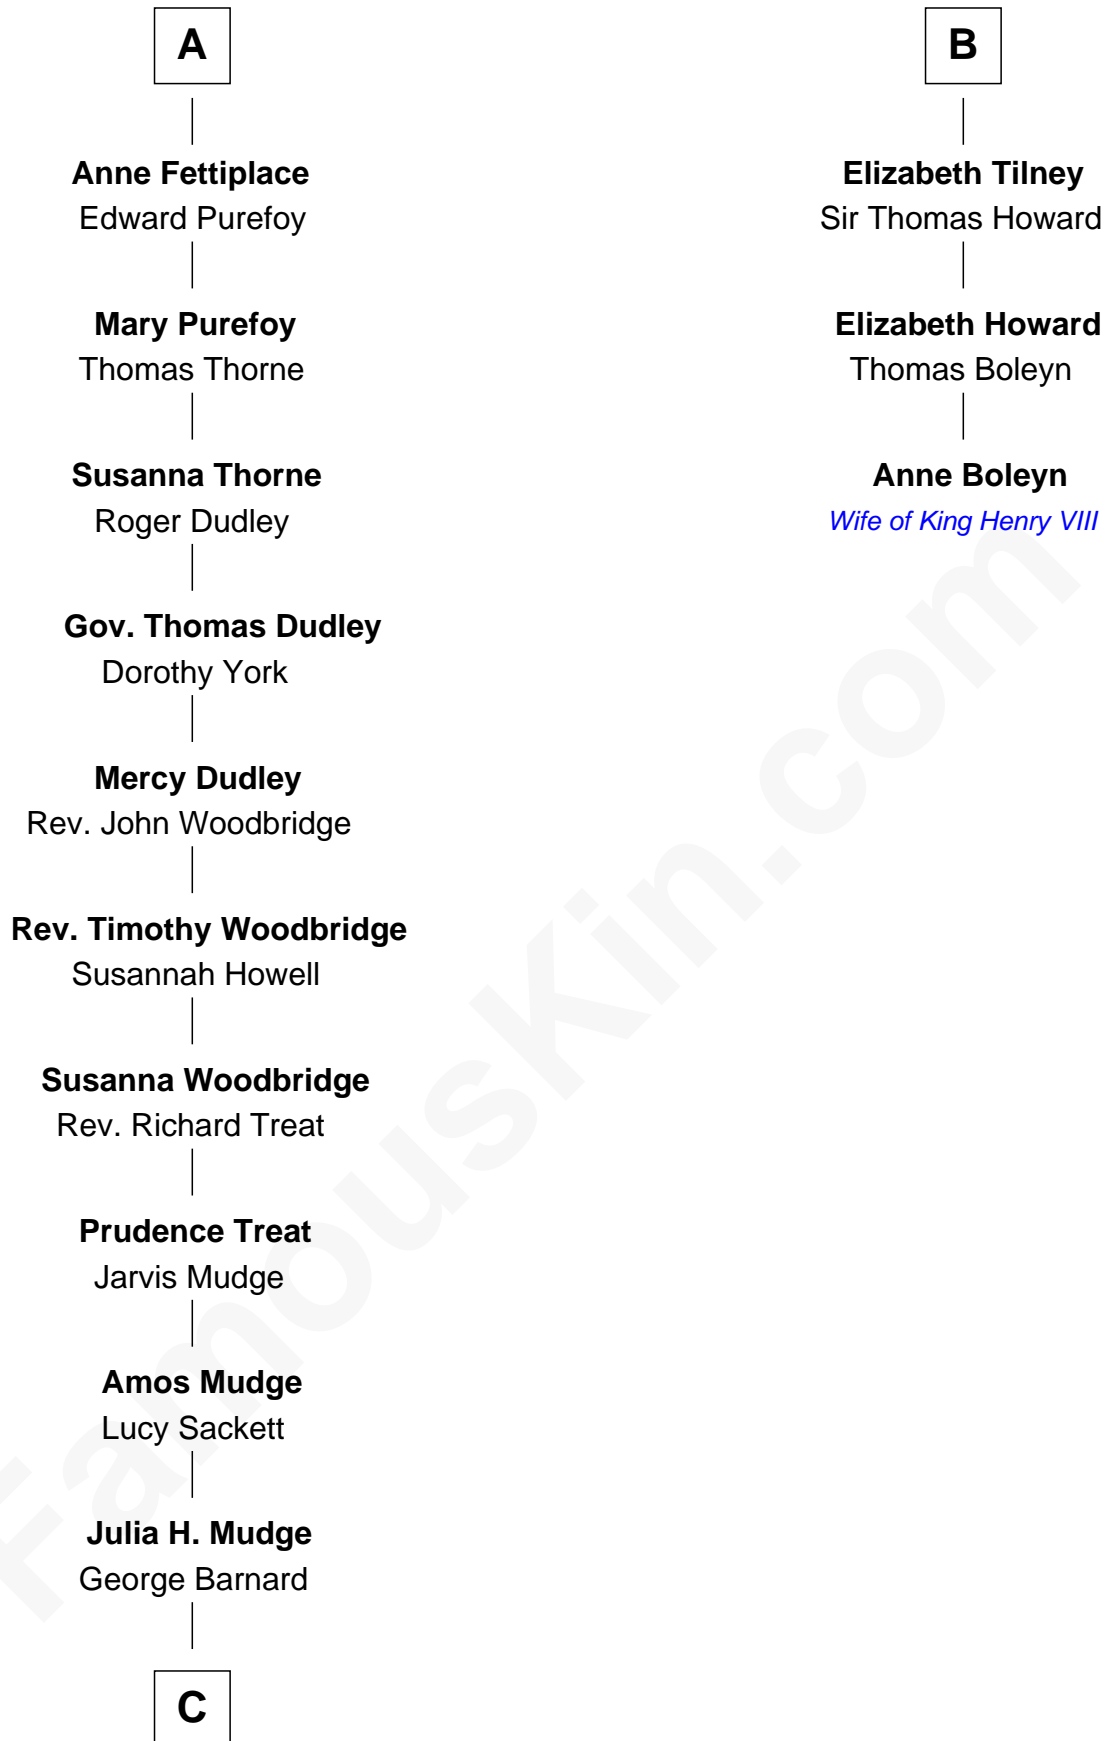 A
Anne Fettiplace
Edward Purefoy
Mary Purefoy
Thomas Thorne
Susanna Thorne
Roger Dudley
Gov. Thomas Dudley
Dorothy York
Mercy Dudley
Rev. John Woodbridge
Rev. Timothy Woodbridge
Susannah Howell
Susanna Woodbridge
Rev. Richard Treat
Prudence Treat
Jarvis Mudge
Amos Mudge
Lucy Sackett
Julia H. Mudge
George Barnard
C
B
Elizabeth Tilney
Sir Thomas Howard
Elizabeth Howard
Thomas Boleyn
Anne Boleyn
Wife of King Henry VIII
FamousKin.com